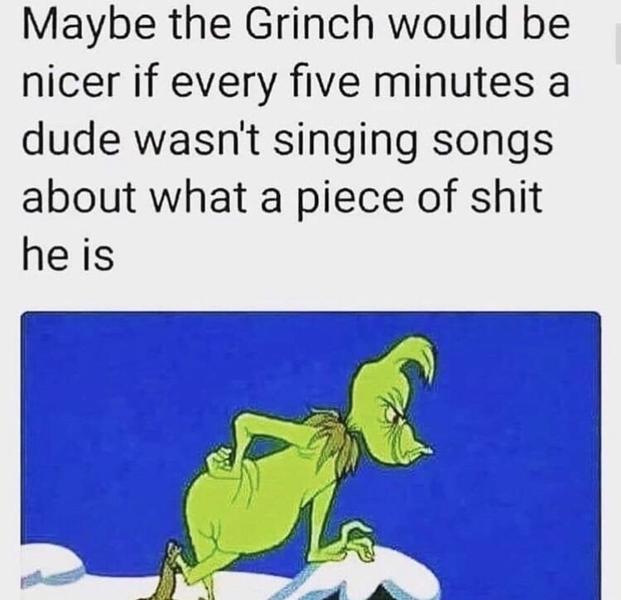 Maybe the Grinch would be
nicer if every five minutes a
dude wasn't singing songs
about what a piece of shit
he is